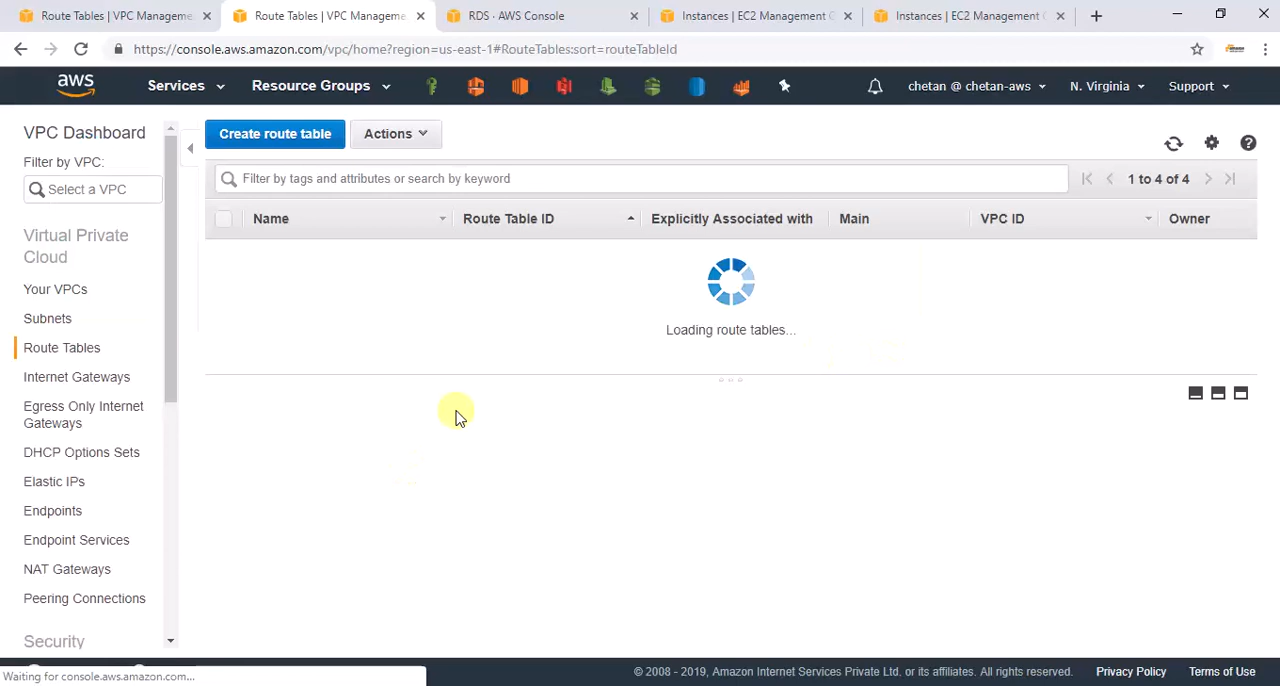 Route Tables | VPC Manageme
Route Tables | VPC Manageme
RDS · AWS Console
Instances | EC2 Management C
Instances | EC2 Management C
https://console.aws.amazon.com/vpc/home?region=us-east-1#RouteTables:sort=routeTableId
aws
Services
Resource Groups
chetan @ chetan-aws
N. Virginia
Support
VPC Dashboard
Filter by VPC:
Select a VPC
Virtual Private
Cloud
Your VPCs
Subnets
Route Tables
Internet Gateways
Egress Only Internet
Gateways
DHCP Options Sets
Elastic IPs
Endpoints
Endpoint Services
NAT Gateways
Peering Connections
Security
Create route table
Actions
Filter by tags and attributes or search by keyword
1 to 4 of 4
Name
Route Table ID
Explicitly Associated with
Main
VPC ID
Owner
Loading route tables...
Waiting for console.aws.amazon.com...
© 2008 - 2019, Amazon Internet Services Private Ltd. or its affiliates. All rights reserved.
Privacy Policy
Terms of Use